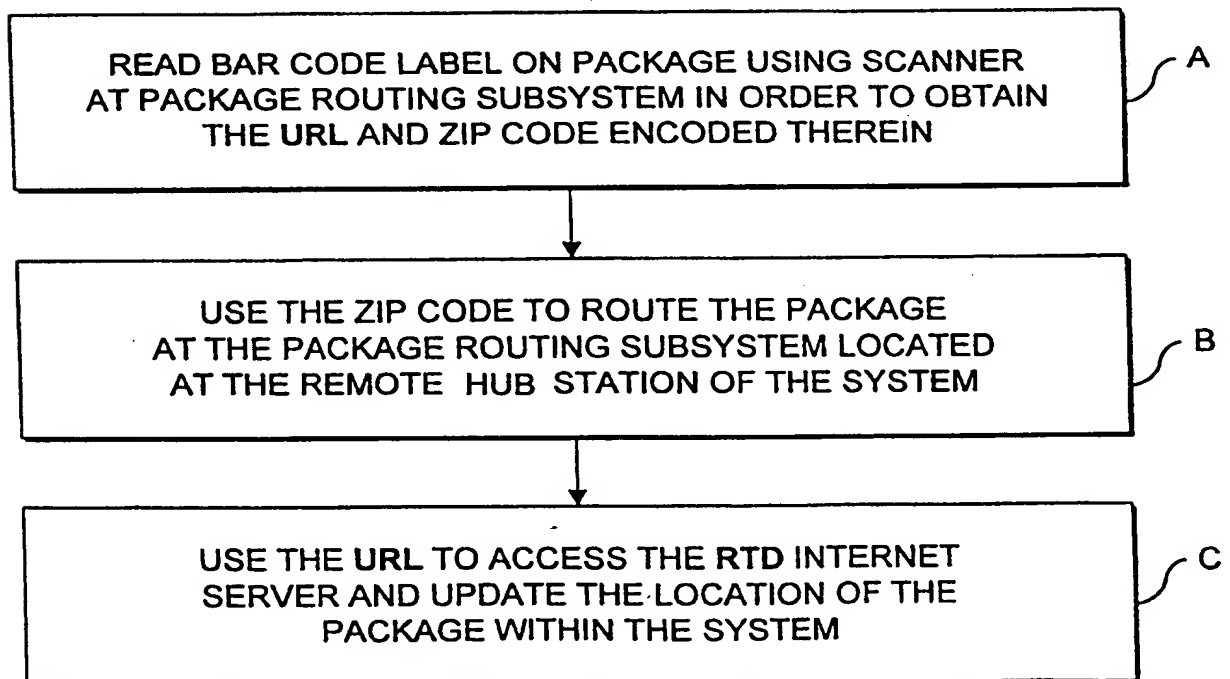 READ BAR CODE LABEL ON PACKAGE USING SCANNER
AT PACKAGE ROUTING SUBSYSTEM IN ORDER TO OBTAIN
THE URL AND ZIP CODE ENCODED THEREIN
A
USE THE ZIP CODE TO ROUTE THE PACKAGE
AT THE PACKAGE ROUTING SUBSYSTEM LOCATED
AT THE REMOTE HUB STATION OF THE SYSTEM
B
USE THE URL TO ACCESS THE RTD INTERNET
SERVER AND UPDATE THE LOCATION OF THE
PACKAGE WITHIN THE SYSTEM
C